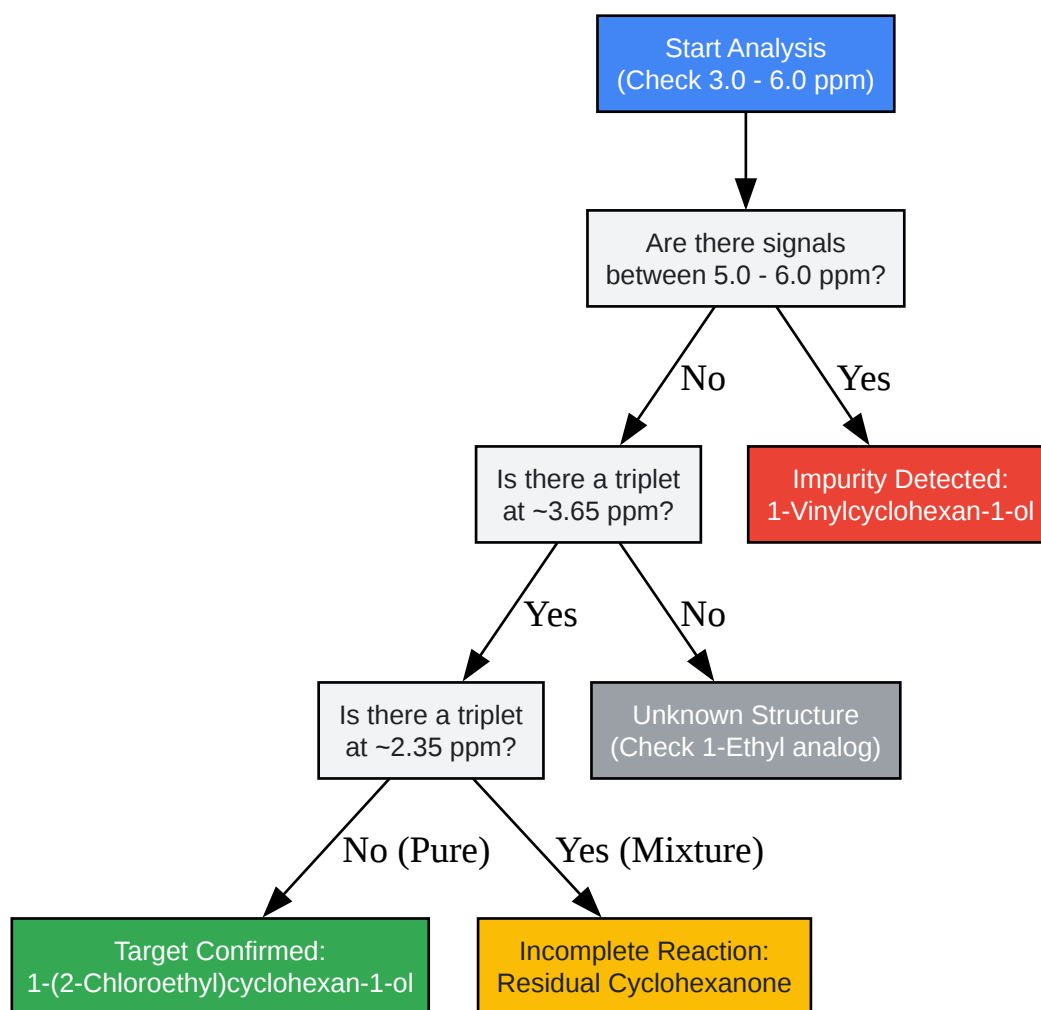 Start Analysis
(Check 3.0 - 6.0 ppm)
Are there signals
between 5.0 - 6.0 ppm?
No
Yes
Is there a triplet
at ~3.65 ppm?
Impurity Detected:
1-Vinylcyclohexan-1-ol
Yes
No
Is there a triplet
at ~2.35 ppm?
Unknown Structure
(Check 1-Ethyl analog)
No (Pure)
Yes (Mixture)
Target Confirmed:
1-(2-Chloroethyl)cyclohexan-1-ol
Incomplete Reaction:
Residual Cyclohexanone